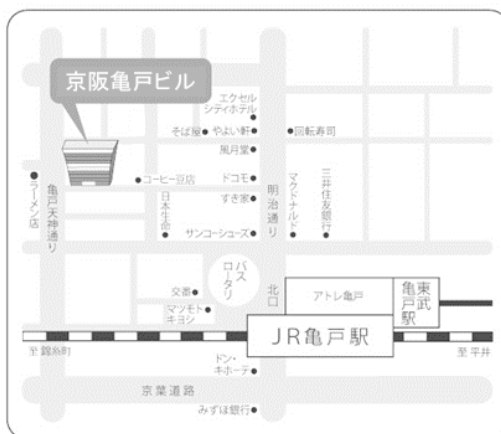 京阪亀戸ビル
エクセル
シティホテル
そば屋
やよい軒
回転寿司
風月堂
ラーメン店
亀戸天神通り
コーヒー豆店
ドコモ
明治通り
マクドナルド
三井住友銀行
日本生命
すき家
サンコーシューズ
バス
ロータリー
北口
交番
マツモト
キヨシ
アトレ亀戸
東武
亀戸駅
JR亀戸駅
至 錦糸町
至 平井
ドン・
キホーテ
京葉道路
みずほ銀行